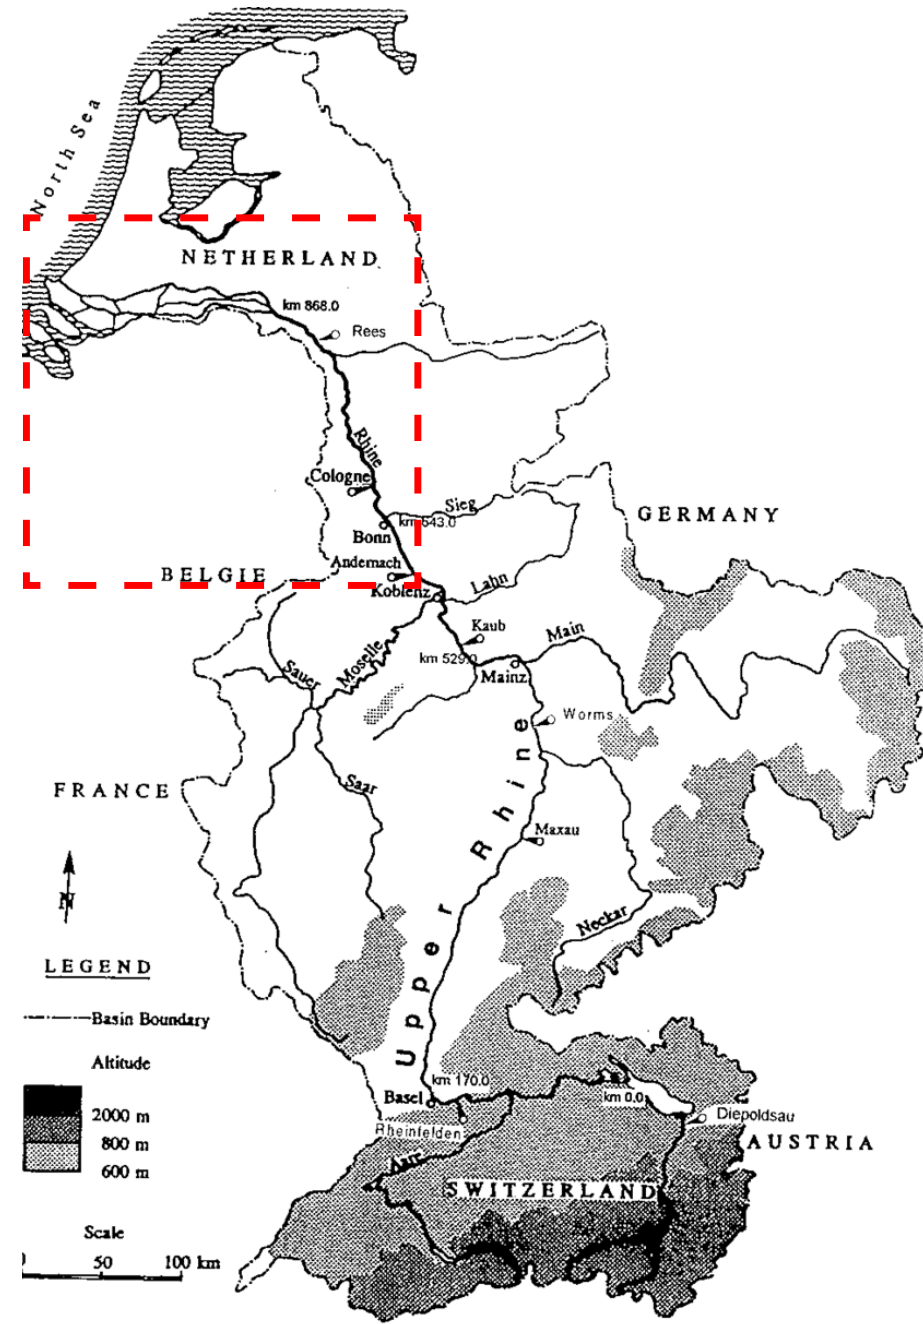 North Sea
NETHERLAND
km 868.0
Rees
Rhine
Cologne
Sieg
km 643.0
GERMANY
Bonn
Andernach
BELGIE
Lahn
Koblenz
Kaub
Main
Moselle
km 529.0
Sauer
Mainz
Worms
FRANCE
Saar
Maxau
Upper Rhine
N
Neckar
LEGEND
Basin Boundary
Altitude
km 170.0
Basel
km 0.0
2000 m
Diepoldsau
Rheinfelden
800 m
AUSTRIA
Aare
600 m
SWITZERLAND
Scale
0 50 100 km